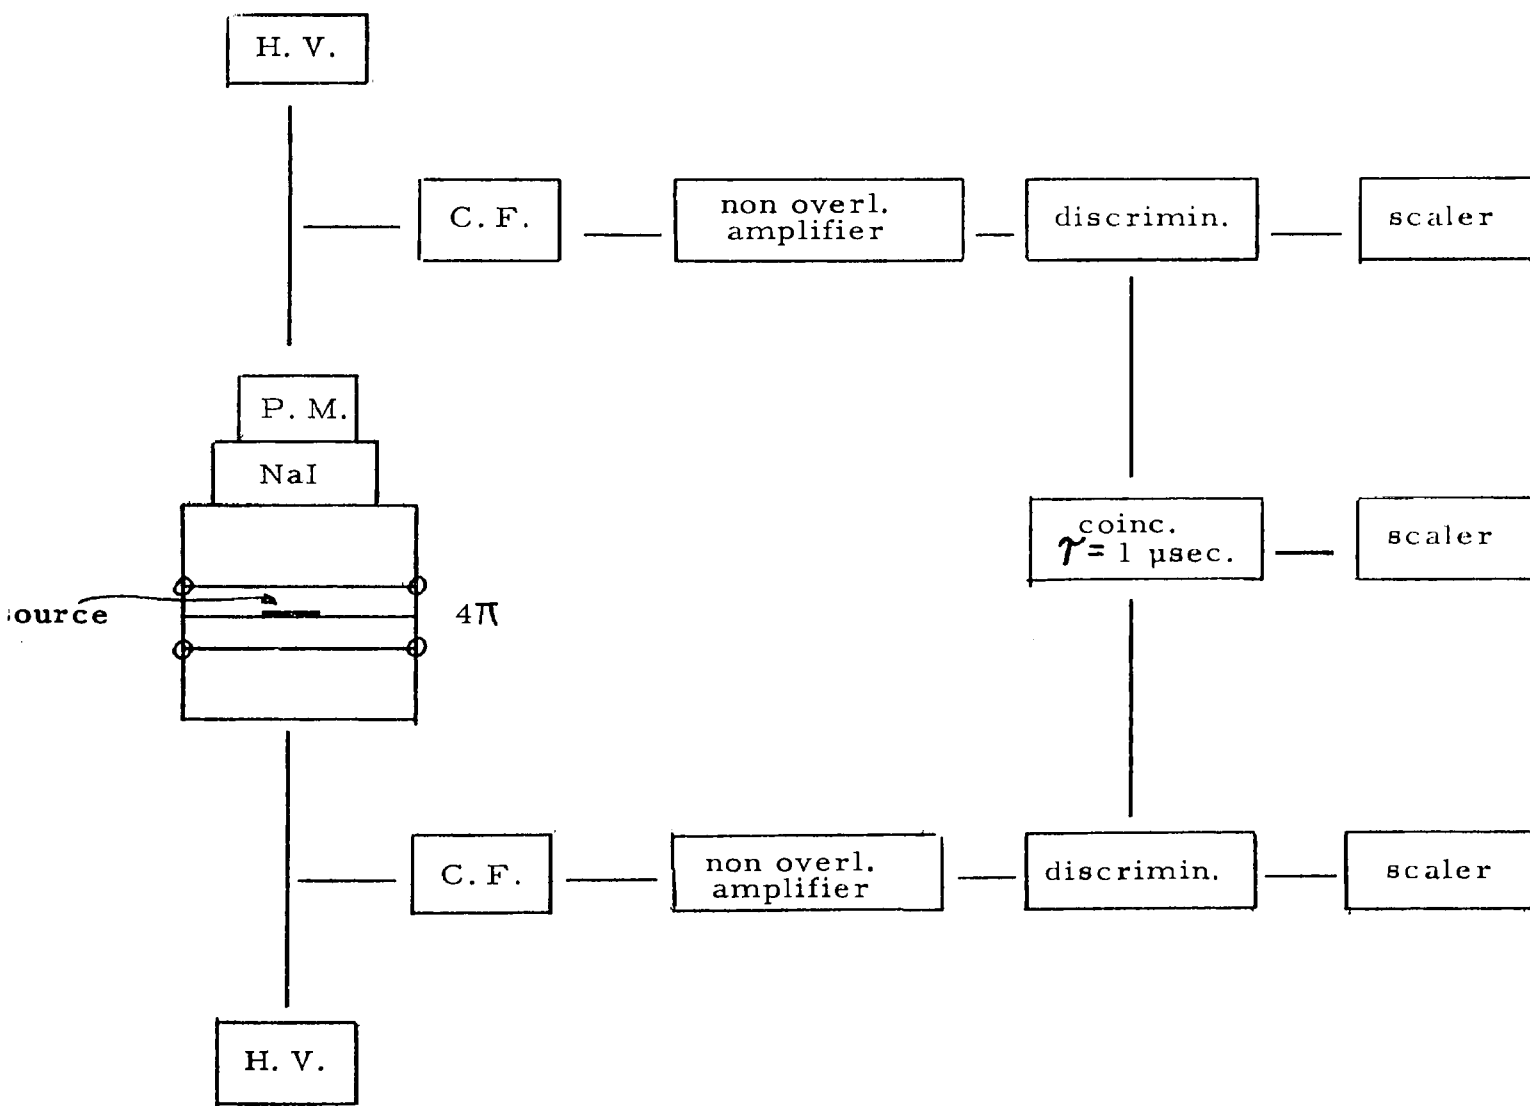 H. V.
C. F.
non overl.
amplifier
discrimin.
scaler
P. M.
NaI
coinc.
τ = 1 μsec.
scaler
ource
4π
C. F.
non overl.
amplifier
discrimin.
scaler
H. V.